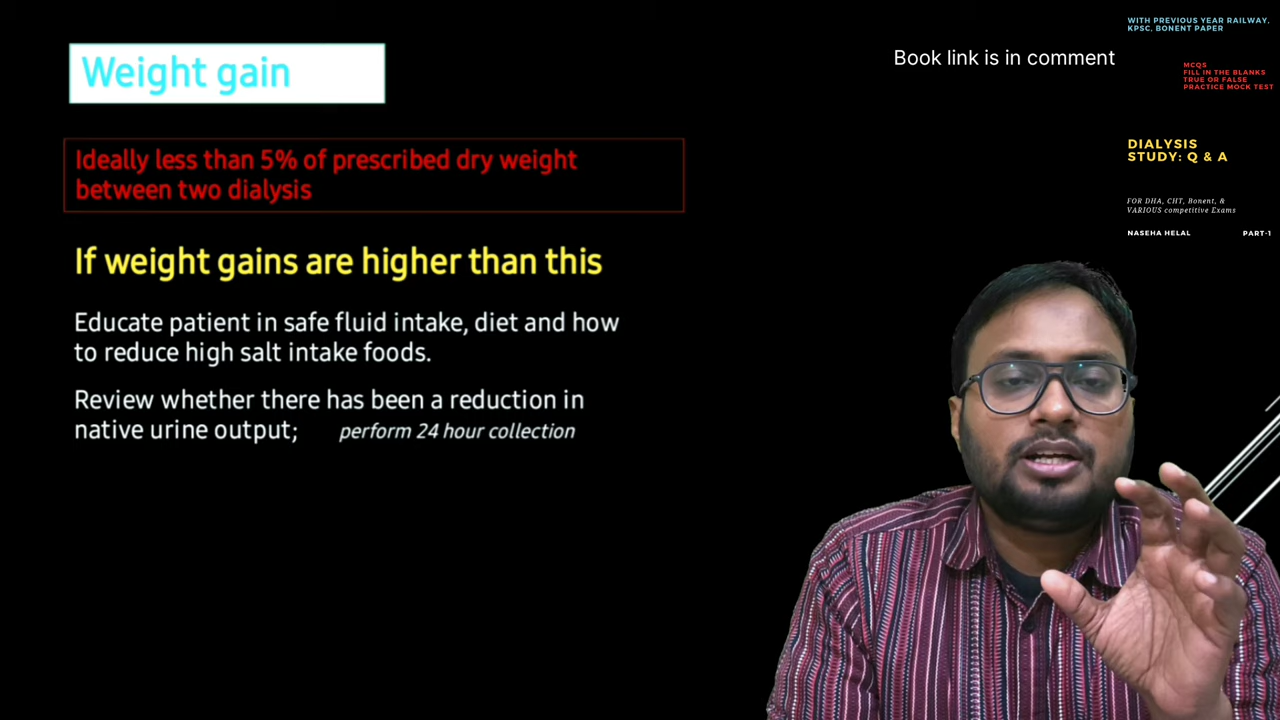 Weight gain
Ideally less than 5% of prescribed dry weight
between two dialysis
If weight gains are higher than this
Educate patient in safe fluid intake, diet and how
to reduce high salt intake foods.
Review whether there has been a reduction in
native urine output; perform 24 hour collection
Book link is in comment
WITH PREVIOUS YEAR RAILWAY,
KPSC, BONENT PAPER
MCQS
FILL IN THE BLANKS
TRUE OR FALSE
PRACTICE MOCK TEST
DIALYSIS
STUDY: Q & A
FOR DHA, CHT, Bonent, &
VARIOUS competitive Exams
NASEHA HELAL PART-1